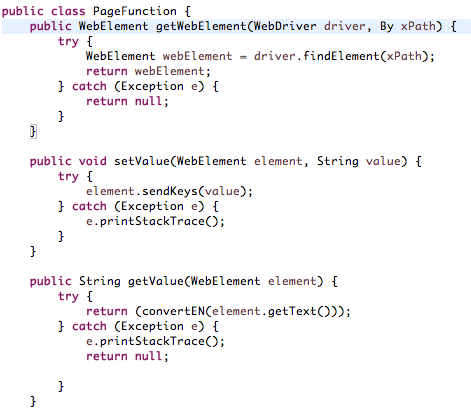 public class PageFunction {
    public WebElement getWebElement(WebDriver driver, By xPath) {
        try {
            WebElement webElement = driver.findElement(xPath);
            return webElement;
        } catch (Exception e) {
            return null;
        }
    }
    public void setValue(WebElement element, String value) {
        try {
            element.sendKeys(value);
        } catch (Exception e) {
            e.printStackTrace();
        }
    }
    public String getValue(WebElement element) {
        try {
            return (convertEN(element.getText()));
        } catch (Exception e) {
            e.printStackTrace();
            return null;
        }
    }